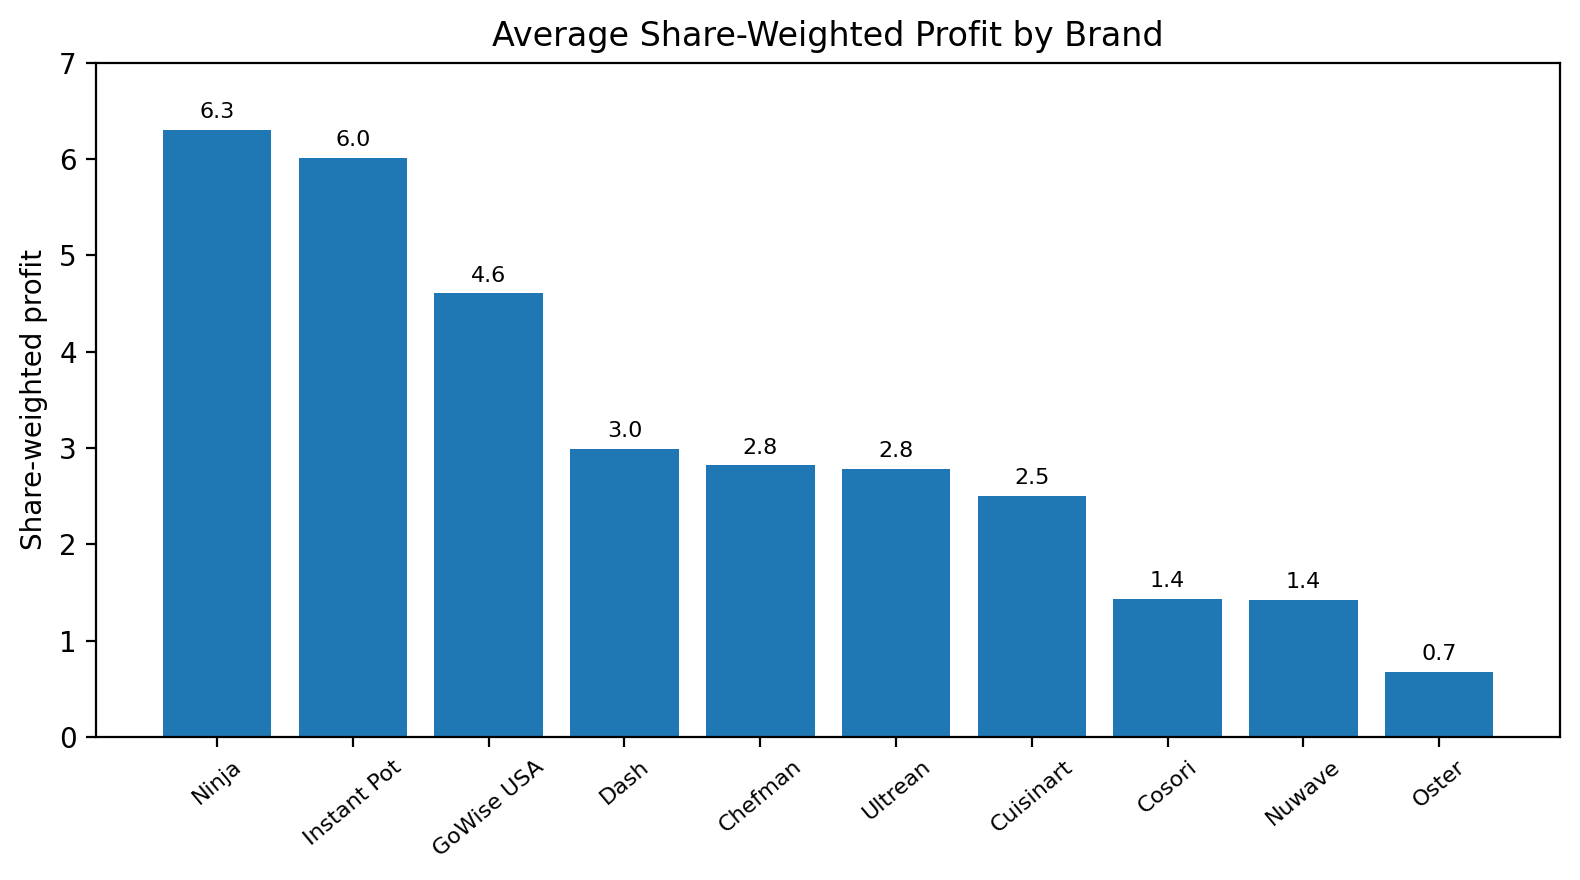 Average Share-Weighted Profit by Brand
Share-weighted profit
7
6
5
4
3
2
1
0
6.3
6.0
4.6
3.0
2.8
2.8
2.5
1.4
1.4
0.7
Ninja
Instant Pot
GoWise USA
Dash
Chefman
Ultrean
Cuisinart
Cosori
Nuwave
Oster